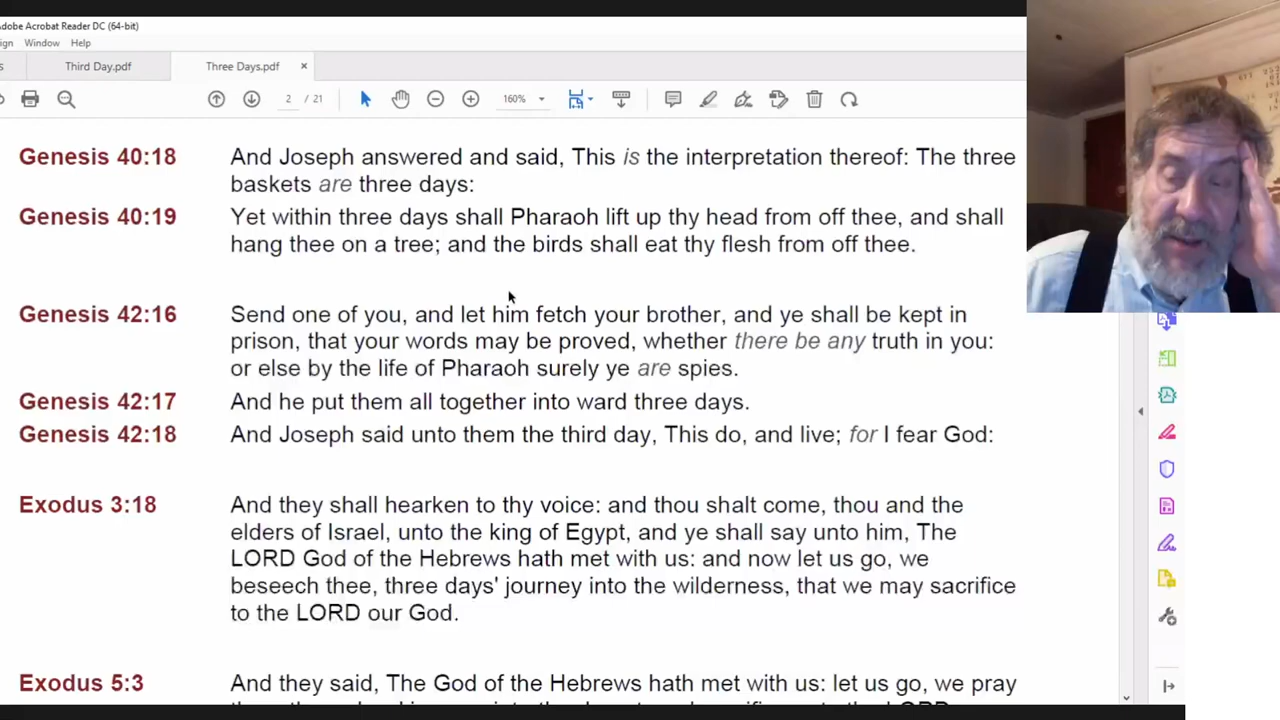 Adobe Acrobat Reader DC (64-bit)
ign Window Help
s Third Day.pdf Three Days.pdf ×
2 / 21 160%
Genesis 40:18 And Joseph answered and said, This is the interpretation thereof: The three
baskets are three days:
Genesis 40:19 Yet within three days shall Pharaoh lift up thy head from off thee, and shall
hang thee on a tree; and the birds shall eat thy flesh from off thee.
Genesis 42:16 Send one of you, and let him fetch your brother, and ye shall be kept in
prison, that your words may be proved, whether there be any truth in you:
or else by the life of Pharaoh surely ye are spies.
Genesis 42:17 And he put them all together into ward three days.
Genesis 42:18 And Joseph said unto them the third day, This do, and live; for I fear God:
Exodus 3:18 And they shall hearken to thy voice: and thou shalt come, thou and the
elders of Israel, unto the king of Egypt, and ye shall say unto him, The
LORD God of the Hebrews hath met with us: and now let us go, we
beseech thee, three days' journey into the wilderness, that we may sacrifice
to the LORD our God.
Exodus 5:3 And they said, The God of the Hebrews hath met with us: let us go, we pray